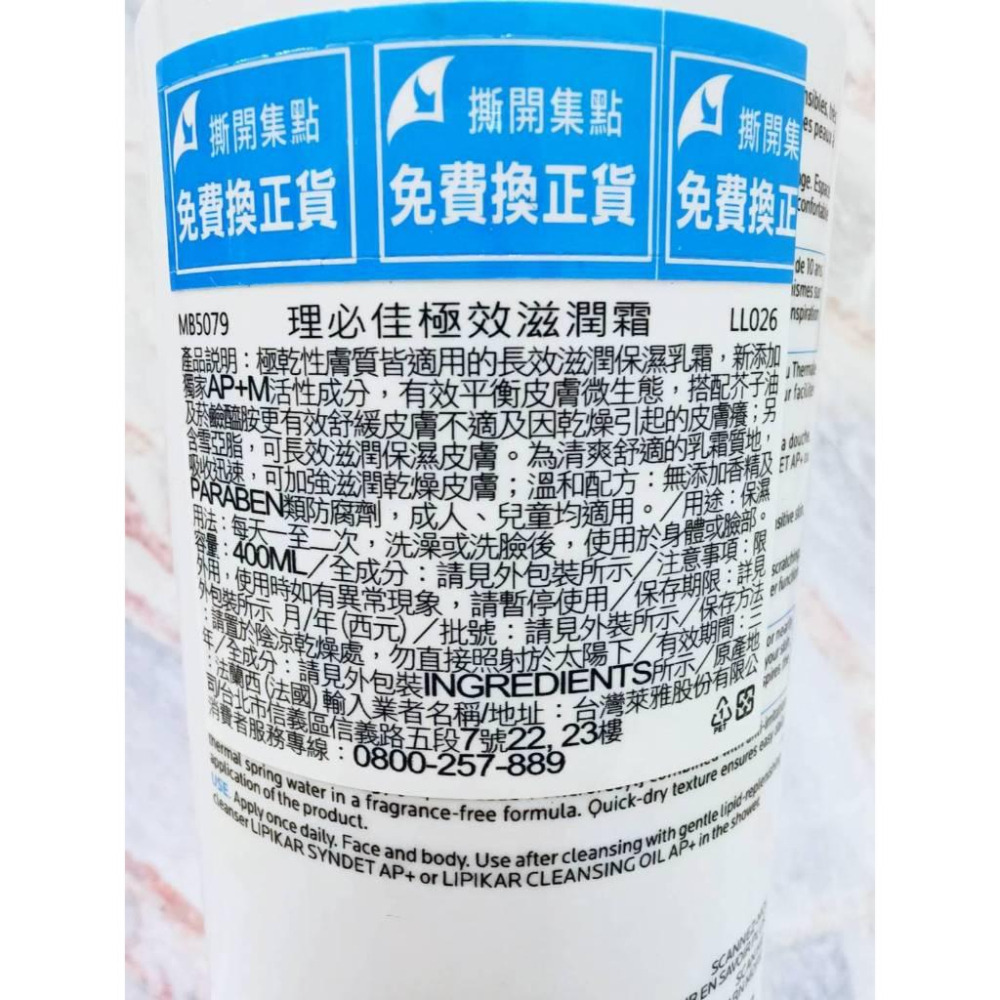 撕開集點
免費換正貨
撕開集點
免費換正貨
撕開集
免費換正
MB5079 理必佳極效滋潤霜 LL026
產品説明：極乾性膚質皆適用的長效滋潤保濕乳霜，新添加
獨家AP+M活性成分，有效平衡皮膚微生態，搭配芥子油
及菸鹼醯胺更有效舒緩皮膚不適及因乾燥引起的皮膚癢；另
含雪亞脂，可長效滋潤保濕皮膚。為清爽舒適的乳霜質地，
吸收迅速，可加強滋潤乾燥皮膚；溫和配方：無添加香精及
PARABEN類防腐劑，成人、兒童均適用。／用途：保濕
用法：每天一至二次，洗澡或洗臉後，使用於身體或臉部。
容量：400ML／全成分：請見外包裝所示／注意事項：限
外用，使用時如有異常現象，請暫停使用／保存期限：詳見
外包裝所示 月/年(西元)／批號：請見外裝所示／保存方法
：請置於陰涼乾燥處，勿直接照射於太陽下／有效期間：三
年／全成分：請見外包裝INGREDIENTS所示／原產地
：法蘭西(法國)輸入業者名稱/地址：台灣萊雅股份有限公
司/台北市信義區信義路五段7號22, 23樓
消費者服務專線：0800-257-889
PET
thermal spring water in a fragrance-free formula. Quick-dry texture ensures easy
application of the product.
USE. Apply once daily. Face and body. Use after cleansing with gentle lipid-replenishing
cleanser LIPIKAR SYNDET AP+ or LIPIKAR CLEANSING OIL AP+ in the shower.